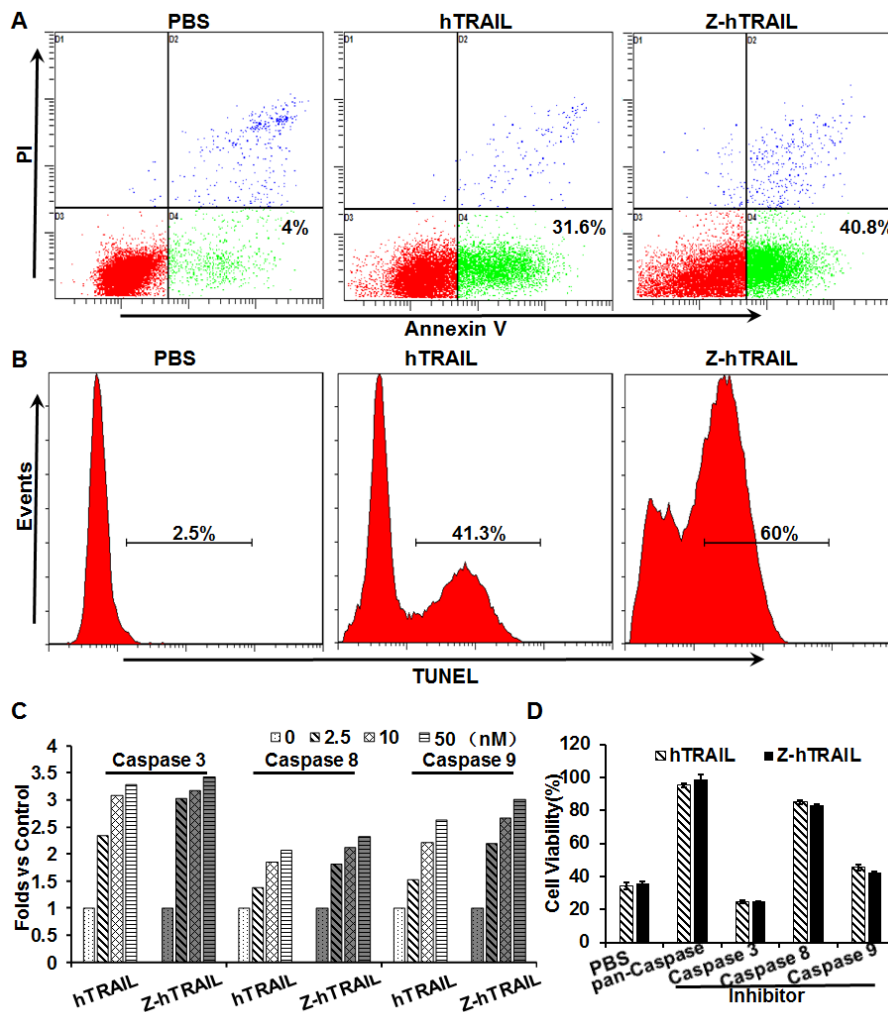 A
PBS
hTRAIL
Z-hTRAIL
D1
D2
D1
D2
D1
D2
PI
D3
D4
4%
D3
D4
31.6%
D3
D4
40.8%
Annexin V
B
PBS
hTRAIL
Z-hTRAIL
Events
2.5%
41.3%
60%
TUNEL
C
0
2.5
10
50 (nM)
Caspase 3
Caspase 8
Caspase 9
Folds vs Control
4
3.5
3
2.5
2
1.5
1
0.5
0
hTRAIL
Z-hTRAIL
hTRAIL
Z-hTRAIL
hTRAIL
Z-hTRAIL
D
hTRAIL
Z-hTRAIL
Cell Viability(%)
120
100
80
60
40
20
0
PBS
pan-Caspase
Caspase 3
Caspase 8
Caspase 9
Inhibitor